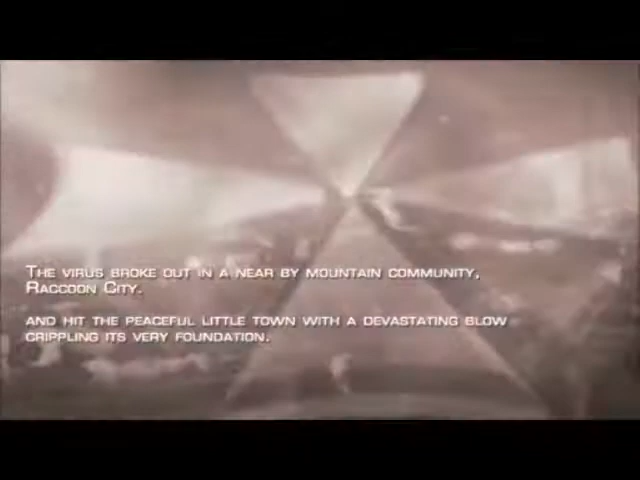 THE VIRUS BROKE OUT IN A NEAR BY MOUNTAIN COMMUNITY,
RACCOON CITY.
AND HIT THE PEACEFUL LITTLE TOWN WITH A DEVASTATING BLOW
CRIPPLING ITS VERY FOUNDATION.